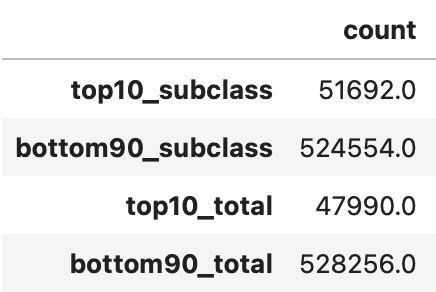 count
top10_subclass 51692.0
bottom90_subclass 524554.0
top10_total 47990.0
bottom90_total 528256.0